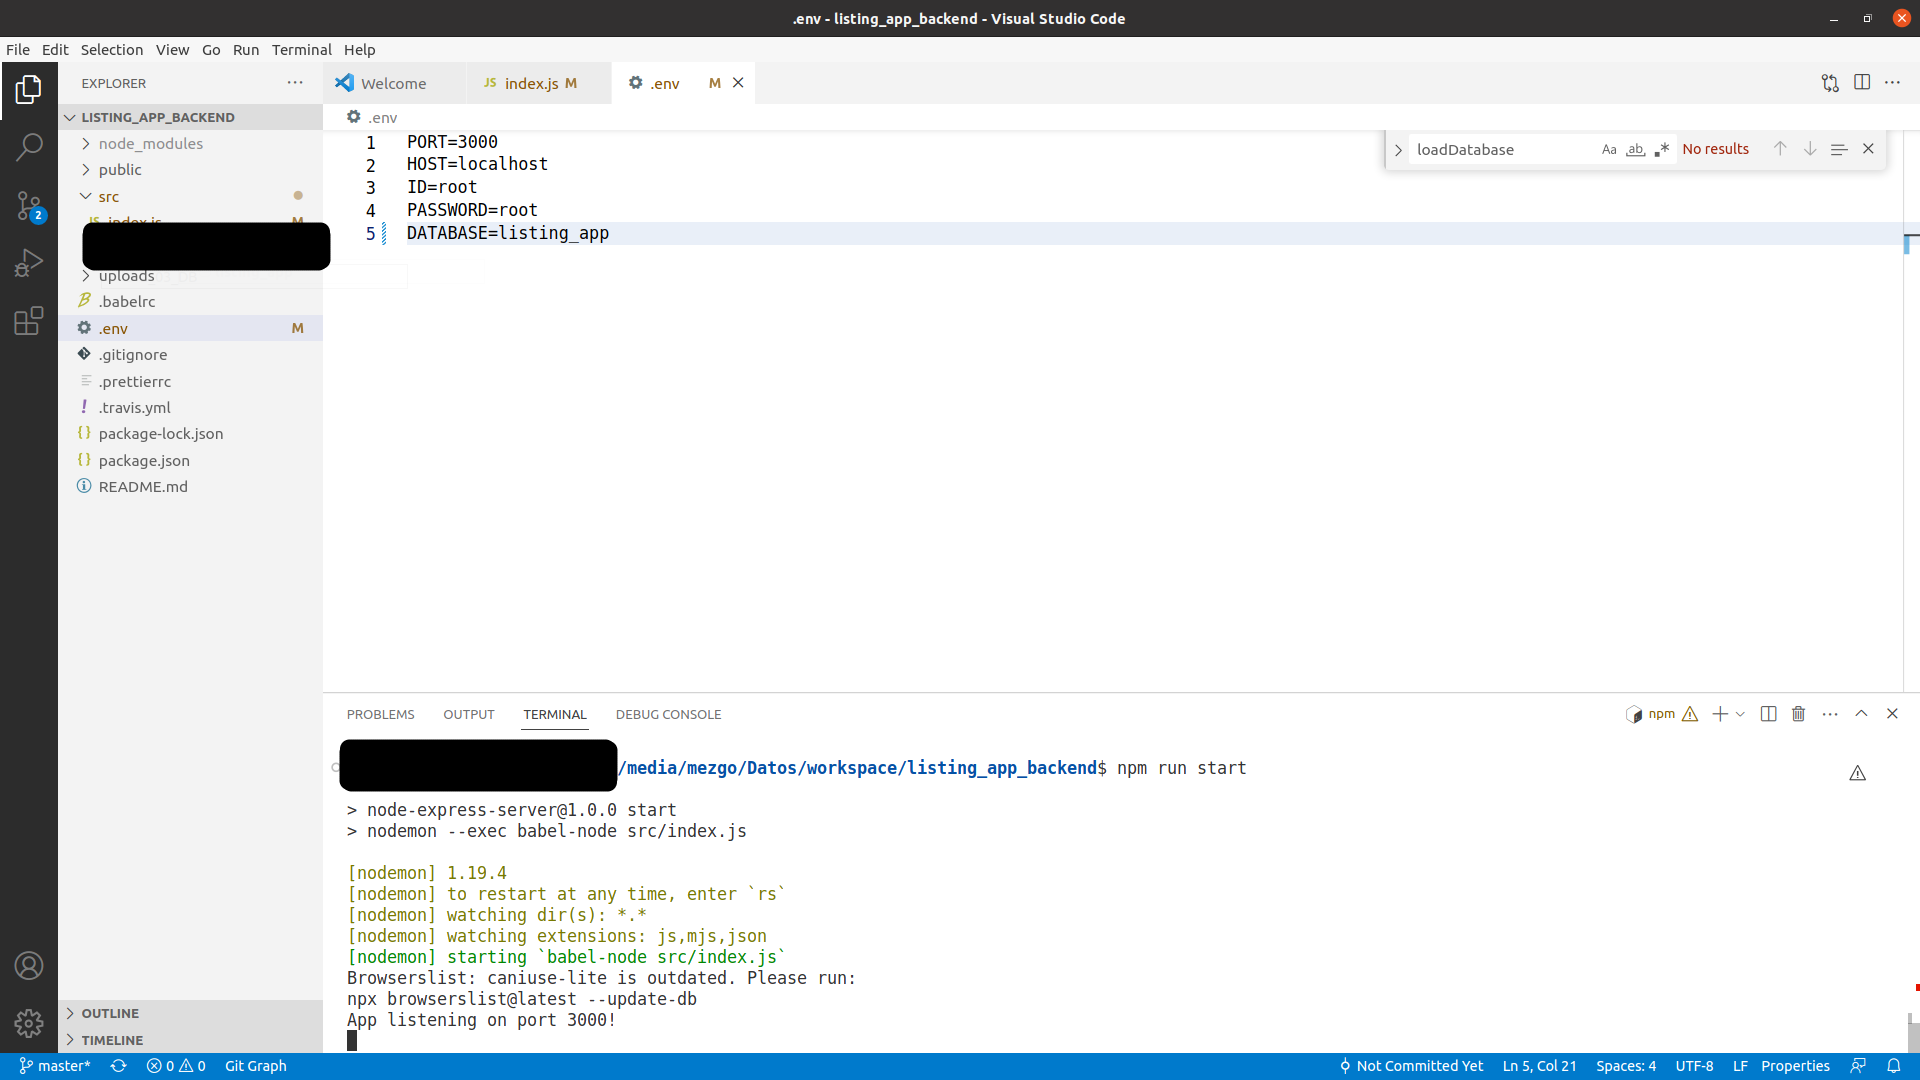 .env - listing_app_backend - Visual Studio Code
File Edit Selection View Go Run Terminal Help
EXPLORER
Welcome
JS index.js M
.env M
LISTING_APP_BACKEND
.env
node_modules
public
src
JS index.js M
uploads
.babelrc
.env M
.gitignore
.prettierrc
! .travis.yml
{} package-lock.json
{} package.json
README.md
OUTLINE
TIMELINE
2
1 PORT=3000
2 HOST=localhost
3 ID=root
4 PASSWORD=root
5 DATABASE=listing_app
loadDatabase Aa ab .* No results
PROBLEMS OUTPUT TERMINAL DEBUG CONSOLE
npm
/media/mezgo/Datos/workspace/listing_app_backend$ npm run start
> node-express-server@1.0.0 start
> nodemon --exec babel-node src/index.js
[nodemon] 1.19.4
[nodemon] to restart at any time, enter `rs`
[nodemon] watching dir(s): *.*
[nodemon] watching extensions: js,mjs,json
[nodemon] starting `babel-node src/index.js`
Browserslist: caniuse-lite is outdated. Please run:
npx browserslist@latest --update-db
App listening on port 3000!
master* 0 0 Git Graph
Not Committed Yet Ln 5, Col 21 Spaces: 4 UTF-8 LF Properties